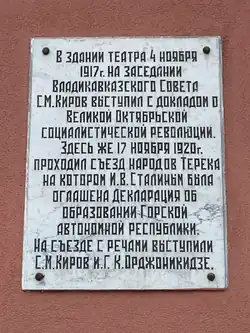 В здании театра 4 ноября
1917г. на заседании
Владикавказского Совета
С.М.Киров выступил с докладом о
Великой Октябрьской
социалистической революции.
Здесь же 17 ноября 1920г.
проходил съезд народов Терека
на котором И.В.Сталиным была
оглашена Декларация об
образовании Горской
автономной республики.
На съезде с речами выступили
С.М.Киров и Г.К.Орджоникидзе.